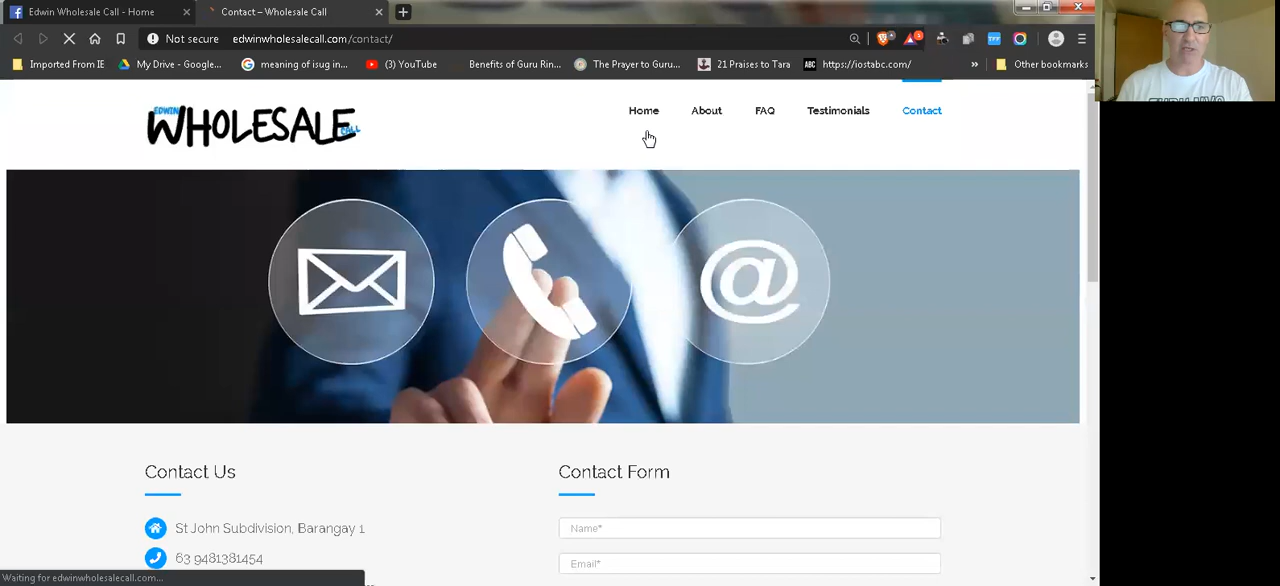 Edwin Wholesale Call - Home
Contact – Wholesale Call
Not secure edwinwholesalecall.com/contact/
Imported From IE
My Drive - Google...
meaning of isug in...
(3) YouTube
Benefits of Guru Rin...
The Prayer to Guru...
21 Praises to Tara
ABC https://iostabc.com/
»
Other bookmarks
EDWIN
WHOLESALE
CALL
Home About FAQ Testimonials Contact
@
Contact Us
St John Subdivision, Barangay 1
63 9481381454
Contact Form
Name*
Email*
Waiting for edwinwholesalecall.com...